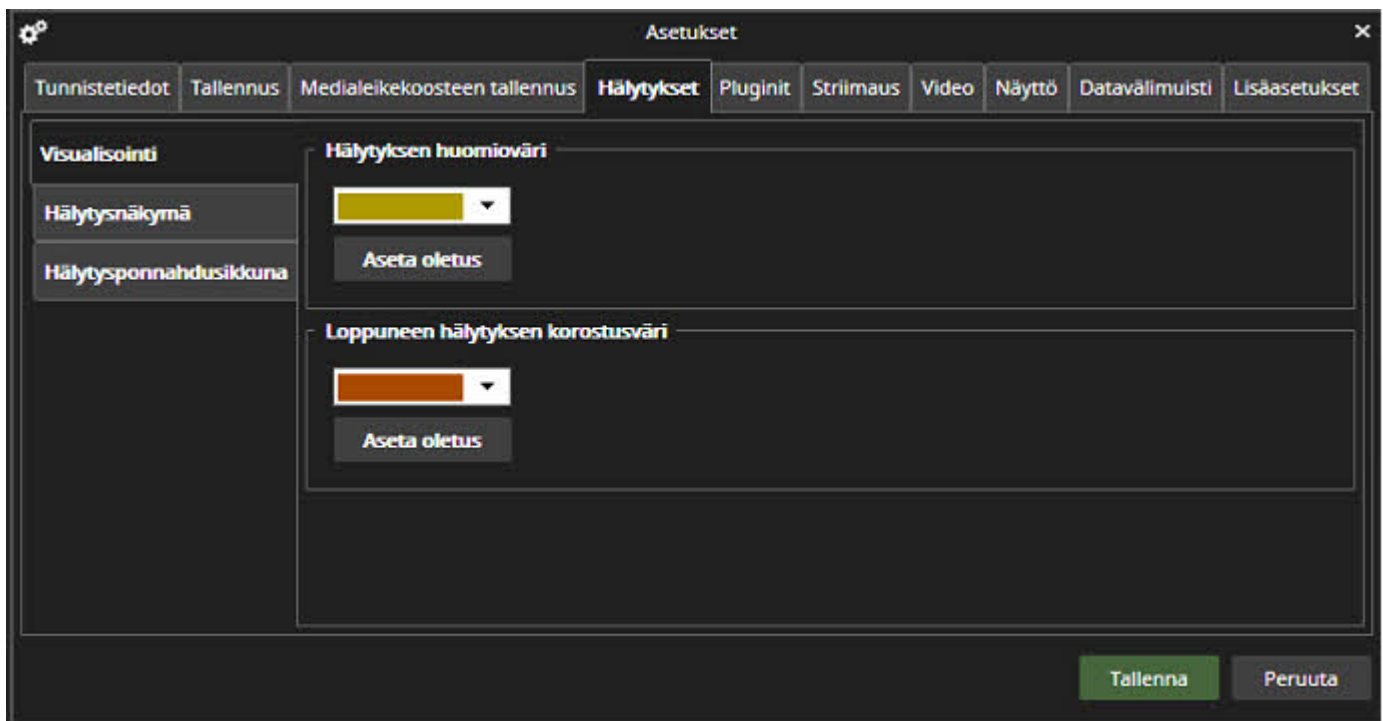 Asetukset
Tunnistetiedot Tallennus Medialeikekoosteen tallennus Hälytykset Pluginit Striimaus Video Näyttö Datavälimuisti Lisäasetukset
Visualisointi
Hälytysnäkymä
Hälytysponnahdusikkuna
Hälytyksen huomioväri
Aseta oletus
Loppuneen hälytyksen korostusväri
Aseta oletus
Tallenna Peruuta